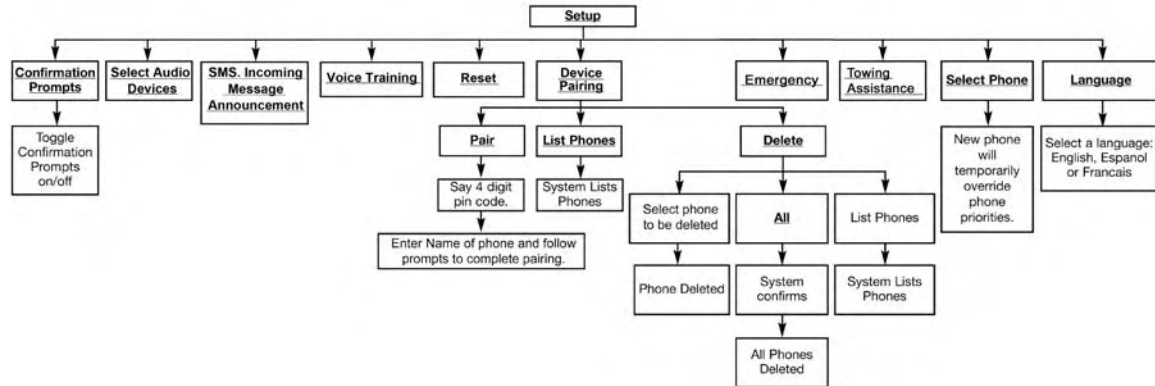 Setup
Confirmation
Prompts
Select Audio
Devices
SMS. Incoming
Message
Announcement
Voice Training
Reset
Device
Pairing
Emergency
Towing
Assistance
Select Phone
Language
Toggle
Confirmation
Prompts
on/off
Pair
List Phones
Delete
New phone
will
temporarily
override
phone
priorities.
Select a language:
English, Espanol
or Francais
Say 4 digit
pin code.
System Lists
Phones
Select phone
to be deleted
All
List Phones
Enter Name of phone and follow
prompts to complete pairing.
Phone Deleted
System
confirms
System Lists
Phones
All Phones
Deleted